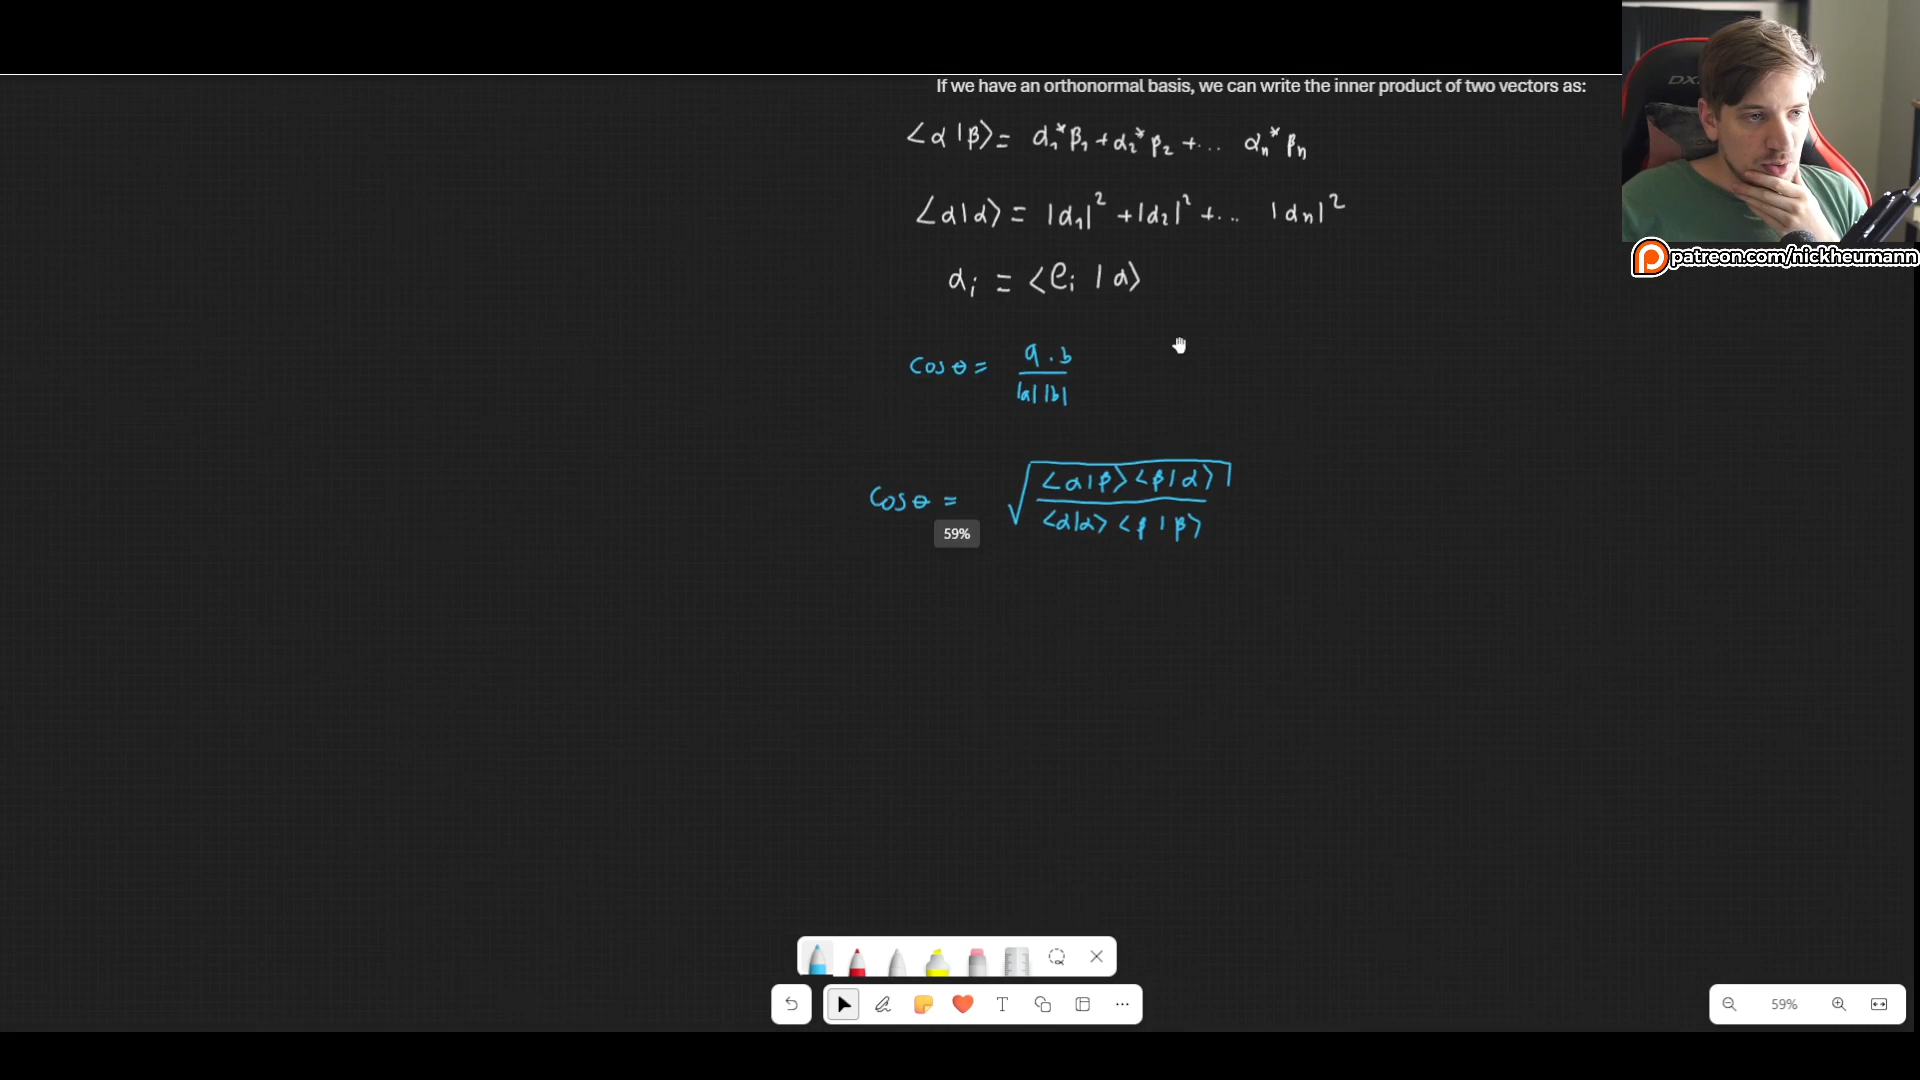 If we have an orthonormal basis, we can write the inner product of two vectors as:
⟨α|β⟩ = α₁*β₁ + α₂*β₂ + ... αₙ*βₙ
⟨α|α⟩ = |α₁|² + |α₂|² + ... |αₙ|²
αᵢ = ⟨eᵢ|α⟩
cos θ = a · b / |a| |b|
Cos θ = √(⟨α|β⟩⟨β|α⟩ / ⟨α|α⟩⟨β|β⟩)
59%
patreon.com/nickheumann
T
59%